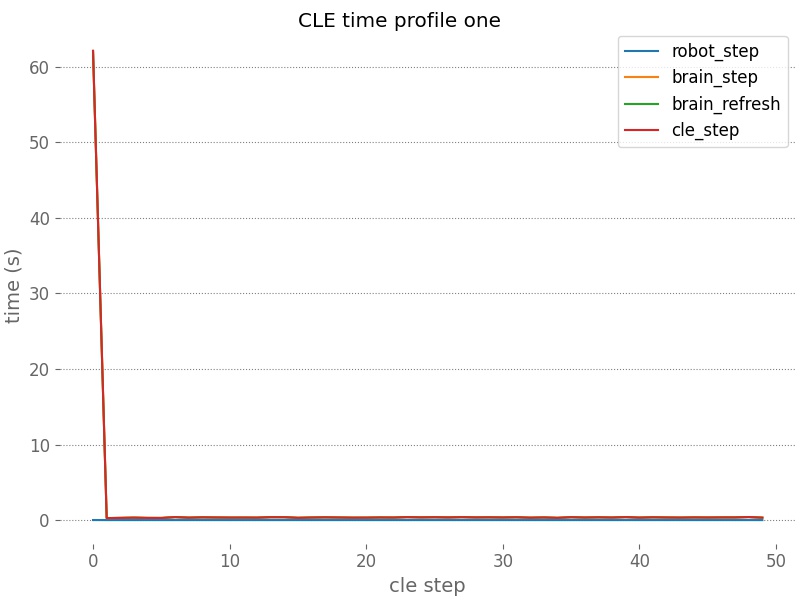 CLE time profile one
robot_step
brain_step
brain_refresh
cle_step
60
50
40
30
20
10
0
time (s)
0 10 20 30 40 50
cle step